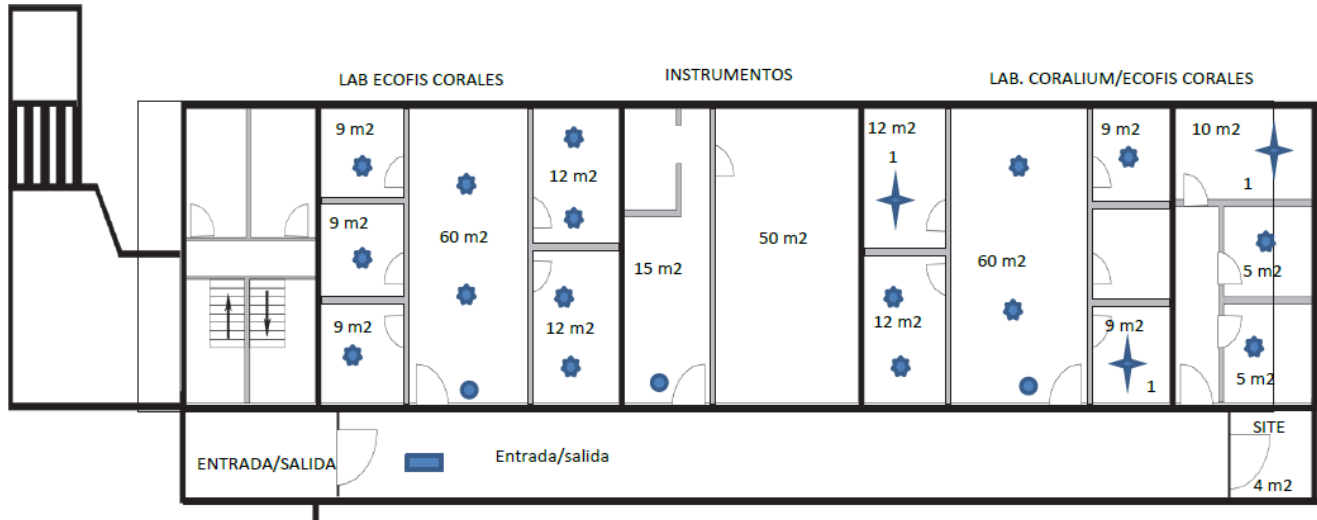 LAB ECOFIS CORALES
INSTRUMENTOS
LAB. CORALIUM/ECOFIS CORALES
9 m2
12 m2
9 m2
10 m2
1
12 m2
1
9 m2
60 m2
50 m2
60 m2
15 m2
5 m2
9 m2
12 m2
12 m2
9 m2
1
5 m2
ENTRADA/SALIDA
Entrada/salida
SITE
4 m2